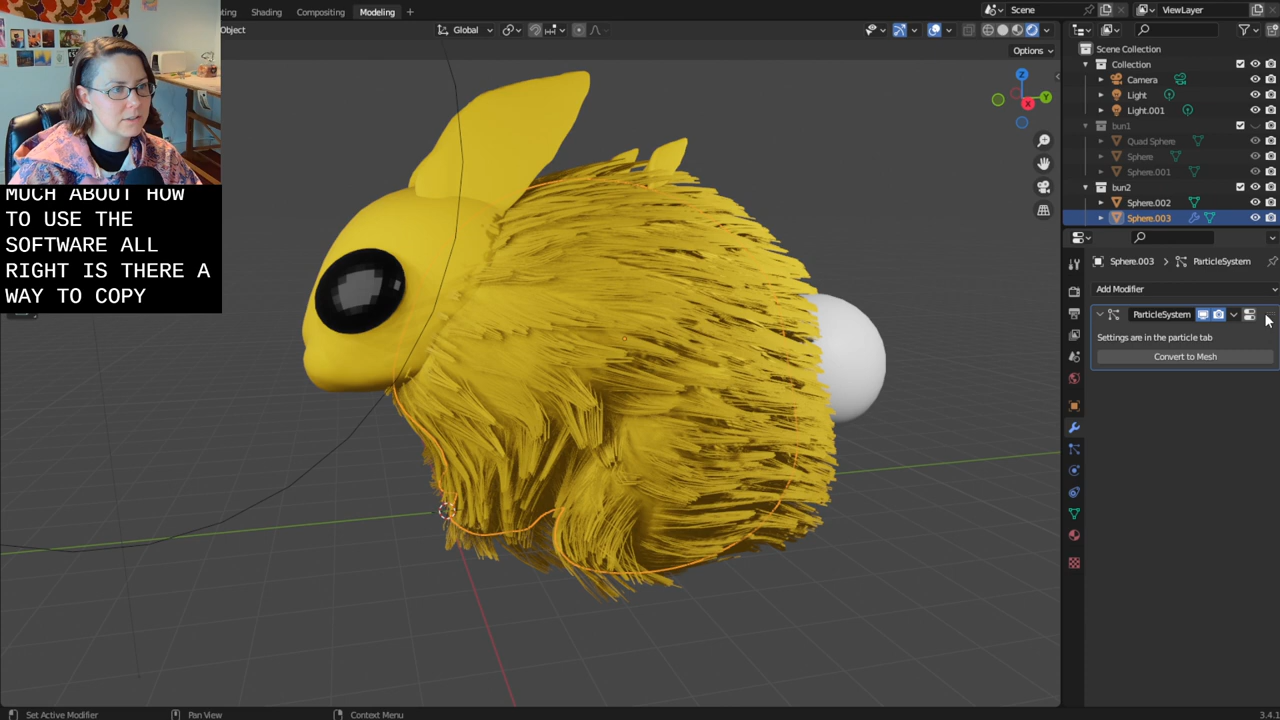 ting
Shading
Compositing
Modeling
+
Scene
ViewLayer
Object
Global
Options
Scene Collection
Collection
Camera
Light
Light.001
bun1
Quad Sphere
Sphere
Sphere.001
bun2
Sphere.002
Sphere.003
Sphere.003 > ParticleSystem
Add Modifier
ParticleSystem
Settings are in the particle tab
Convert to Mesh
Z
Y
X
MUCH ABOUT HOW
TO USE THE
SOFTWARE ALL
RIGHT IS THERE A
WAY TO COPY
Set Active Modifier
Pan View
Context Menu
3.4.1